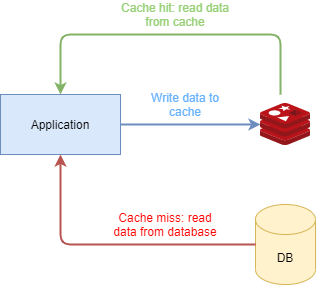 Cache hit: read data
from cache
Write data to
cache
Application
Cache miss: read
data from database
DB